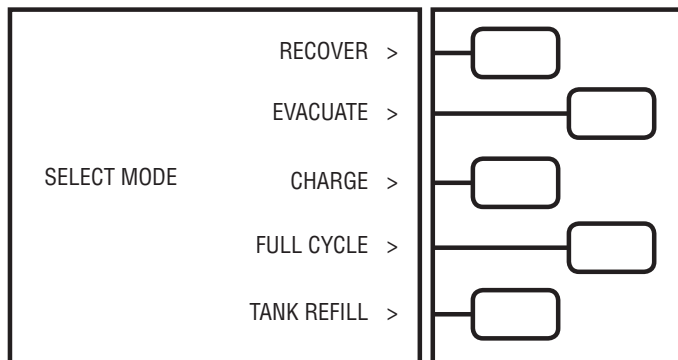 RECOVER >
EVACUATE >
SELECT MODE CHARGE >
FULL CYCLE >
TANK REFILL >